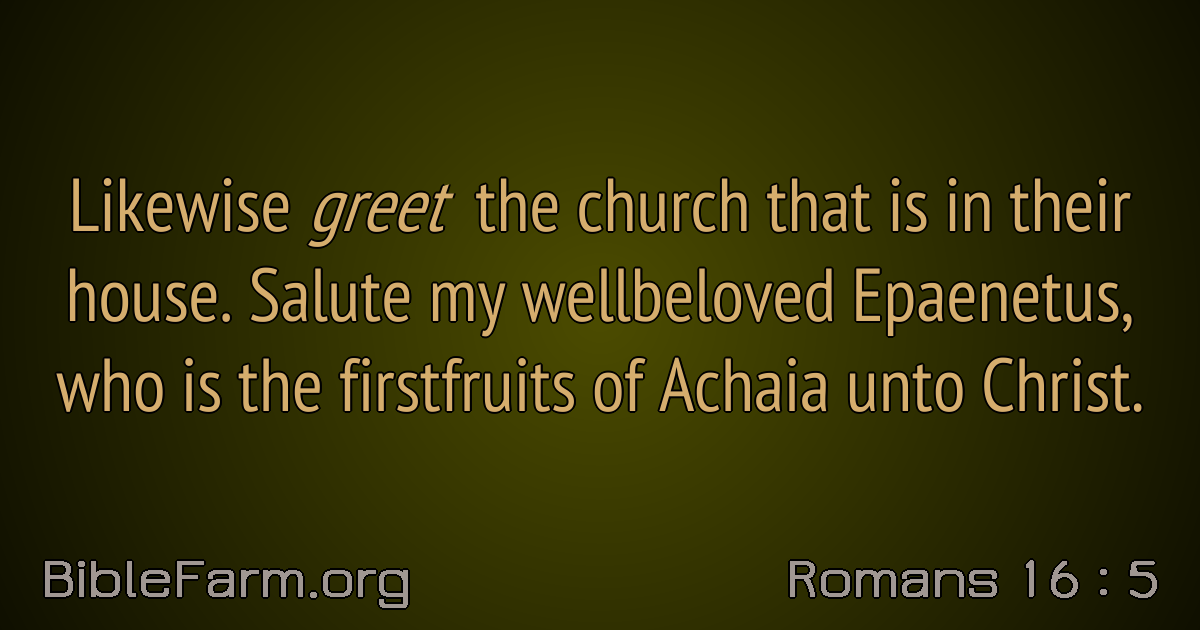 Likewise greet the church that is in their
house. Salute my wellbeloved Epaenetus,
who is the firstfruits of Achaia unto Christ.
BibleFarm.org
Romans 16 : 5